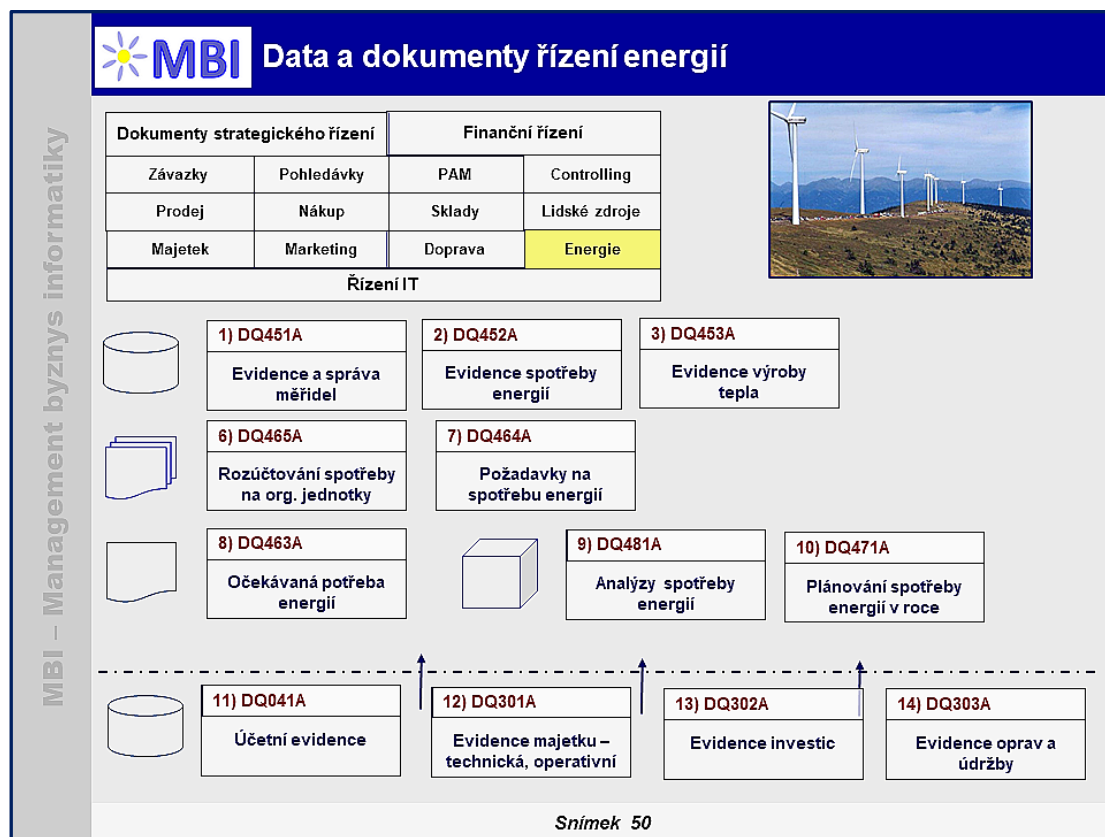 MBI
Data a dokumenty řízení energií
MBI – Management byznys informatiky
Dokumenty strategického řízení
Finanční řízení
Závazky
Pohledávky
PAM
Controlling
Prodej
Nákup
Sklady
Lidské zdroje
Majetek
Marketing
Doprava
Energie
Řízení IT
1) DQ451A
Evidence a správa
měřidel
2) DQ452A
Evidence spotřeby
energií
3) DQ453A
Evidence výroby
tepla
6) DQ465A
Rozúčtování spotřeby
na org. jednotky
7) DQ464A
Požadavky na
spotřebu energií
8) DQ463A
Očekávaná potřeba
energií
9) DQ481A
Analýzy spotřeby
energií
10) DQ471A
Plánování spotřeby
energií v roce
11) DQ041A
Účetní evidence
12) DQ301A
Evidence majetku –
technická, operativní
13) DQ302A
Evidence investic
14) DQ303A
Evidence oprav a
údržby
Snímek 50